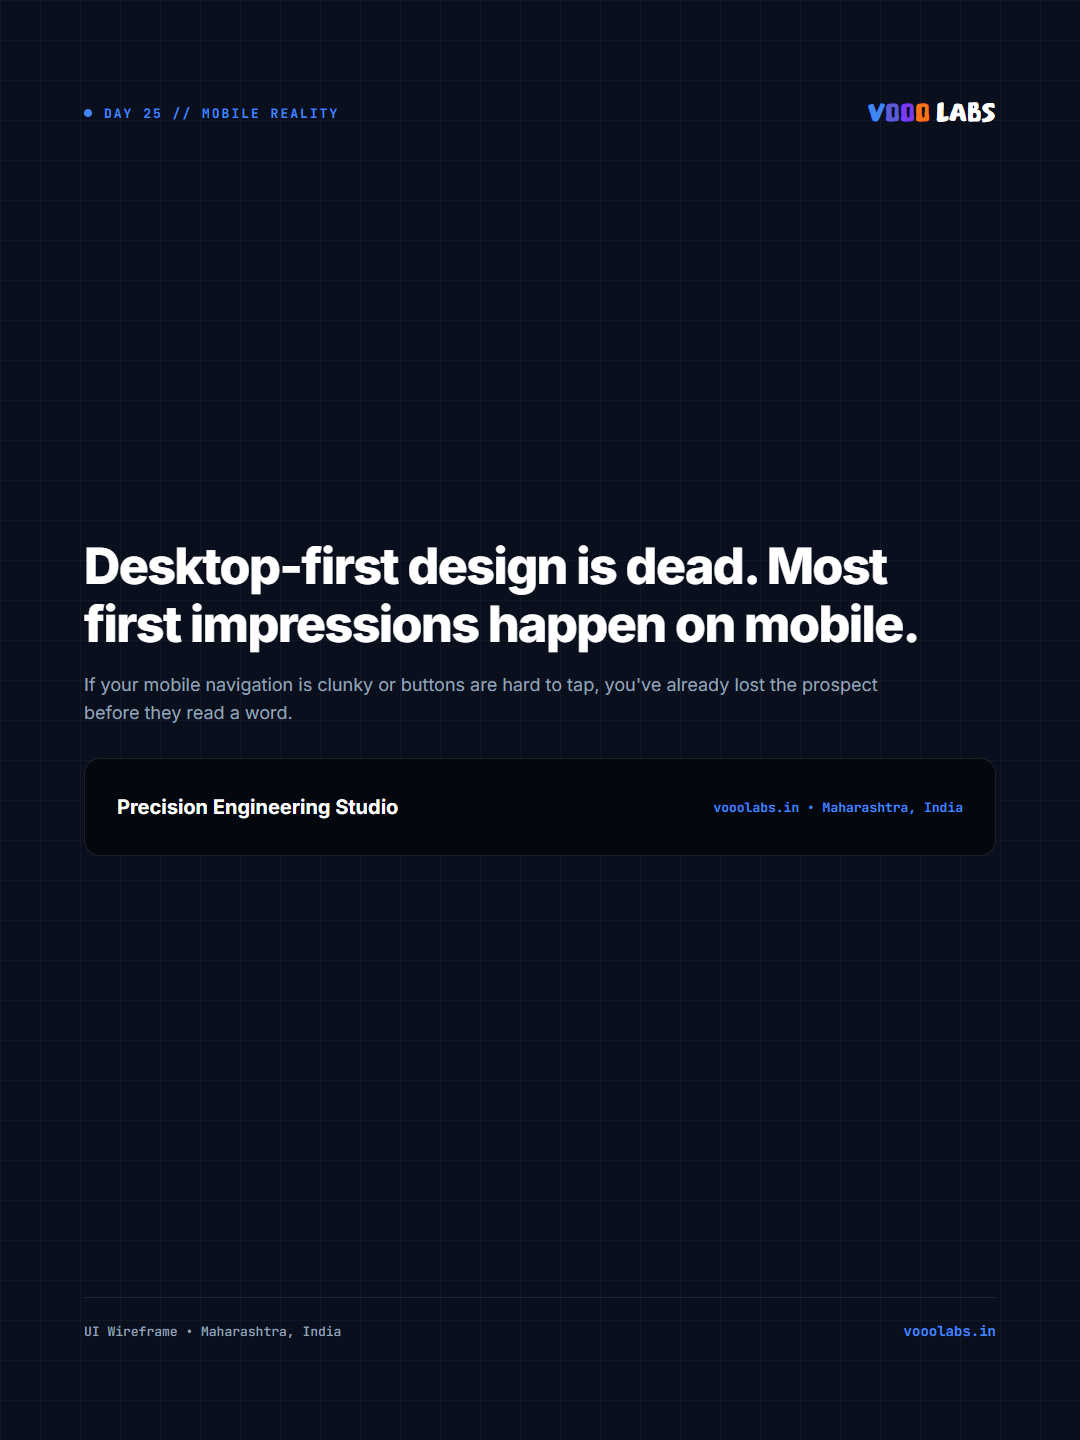 DAY 25 // MOBILE REALITY
VOOO LABS
Desktop-first design is dead. Most
first impressions happen on mobile.
If your mobile navigation is clunky or buttons are hard to tap, you've already lost the prospect
before they read a word.
Precision Engineering Studio
vooolabs.in • Maharashtra, India
UI Wireframe • Maharashtra, India
vooolabs.in